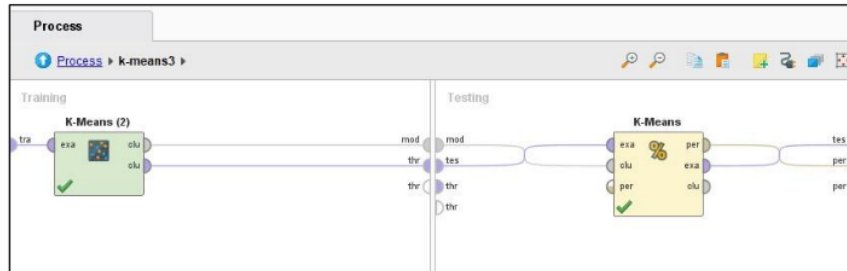 Process
Process ▸ k-means3 ▸
Training
Testing
K-Means (2)
K-Means
tra
exa
clu
clu
mod
thr
thr
mod
tes
thr
thr
exa
clu
per
per
exa
clu
tes
per
per